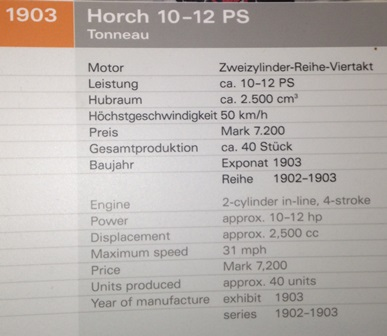 1903 Horch 10–12 PS
Tonneau
Motor Zweizylinder-Reihe-Viertakt
Leistung ca. 10–12 PS
Hubraum ca. 2.500 cm³
Höchstgeschwindigkeit 50 km/h
Preis Mark 7.200
Gesamtproduktion ca. 40 Stück
Baujahr Exponat 1903
Reihe 1902–1903
Engine 2-cylinder in-line, 4-stroke
Power approx. 10–12 hp
Displacement approx. 2,500 cc
Maximum speed 31 mph
Price Mark 7,200
Units produced approx. 40 units
Year of manufacture exhibit 1903
series 1902–1903